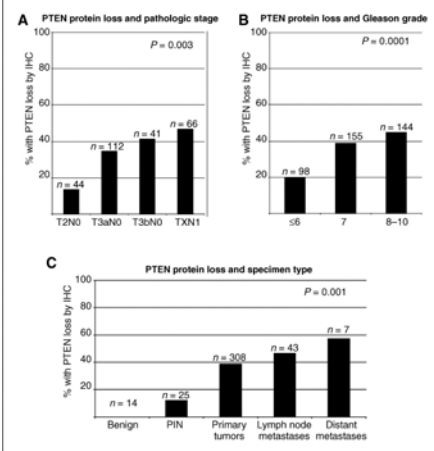 A PTEN protein loss and pathologic stage
% with PTEN loss by IHC
100
80
60
40
20
P = 0.003
n = 44
n = 112
n = 41
n = 66
T2N0 T3aN0 T3bN0 TXN1
B PTEN protein loss and Gleason grade
% with PTEN loss by IHC
100
80
60
40
20
P = 0.0001
n = 98
n = 155
n = 144
≤6 7 8–10
C PTEN protein loss and specimen type
% with PTEN loss by IHC
100
80
60
40
20
P = 0.001
n = 14
n = 25
n = 308
n = 43
n = 7
Benign PIN Primary Lymph node Distant
tumors metastases metastases